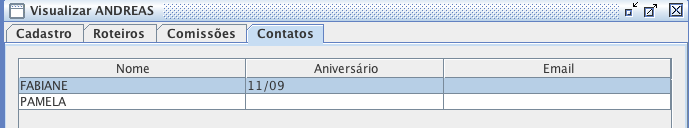 Visualizar ANDREAS
Cadastro Roteiros Comissões Contatos
Nome Aniversário Email
FABIANE 11/09
PAMELA